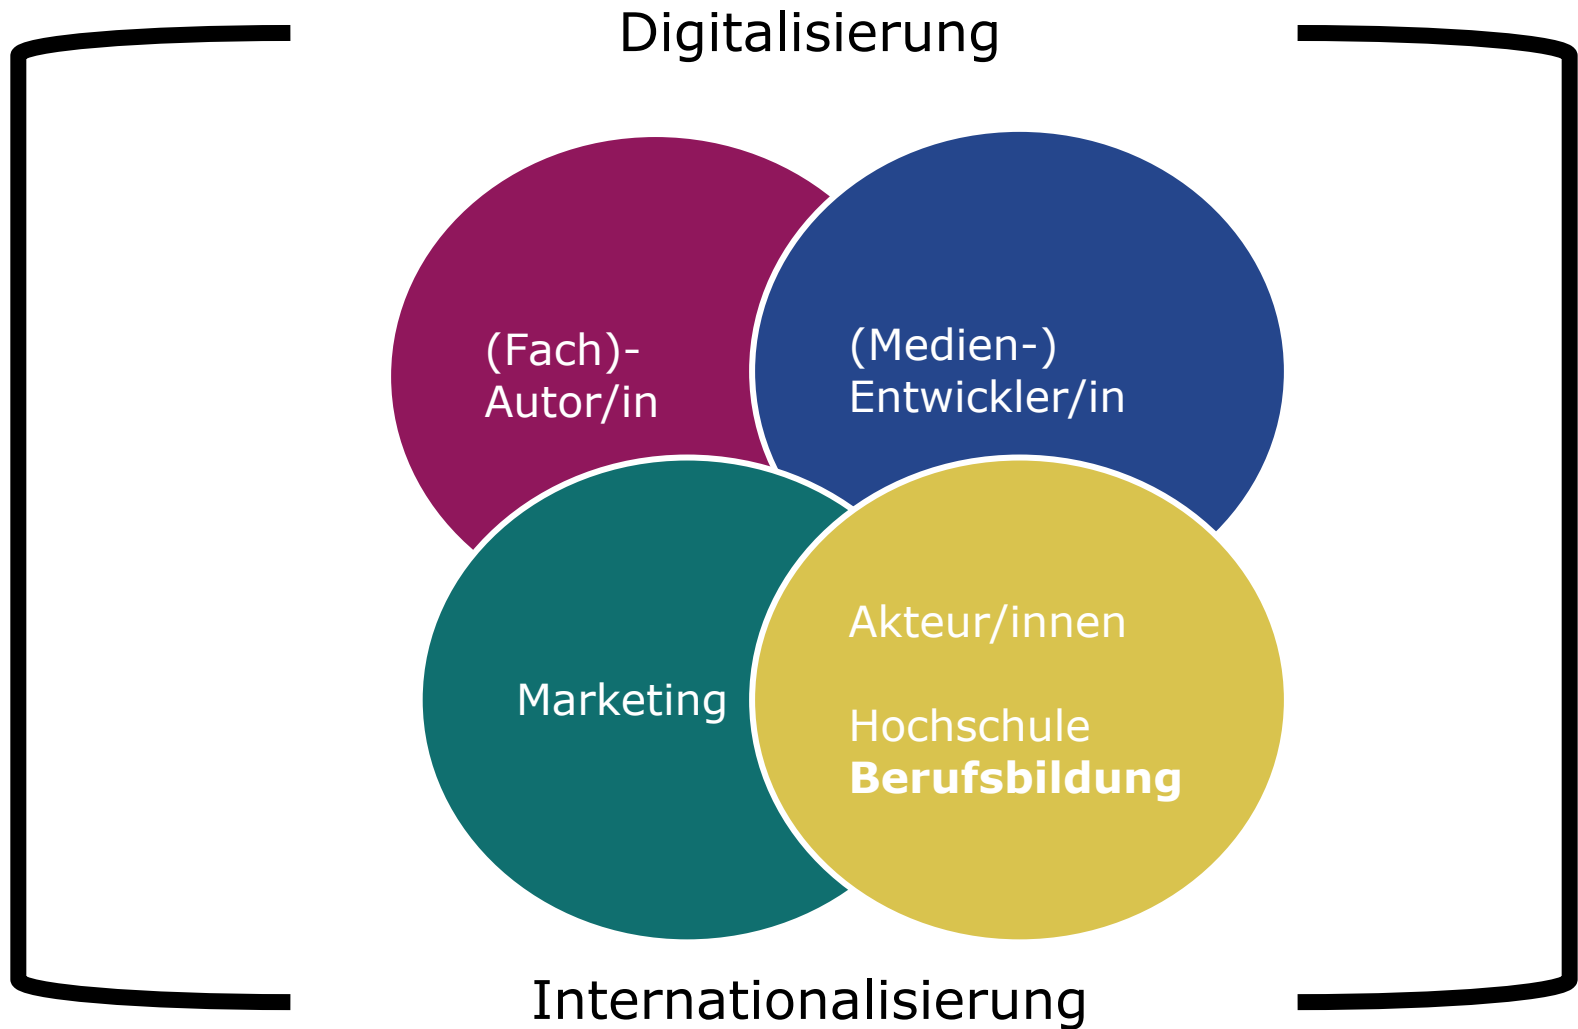 Digitalisierung
(Fach)-
Autor/in
(Medien-)
Entwickler/in
Marketing
Akteur/innen
Hochschule
Berufsbildung
Internationalisierung